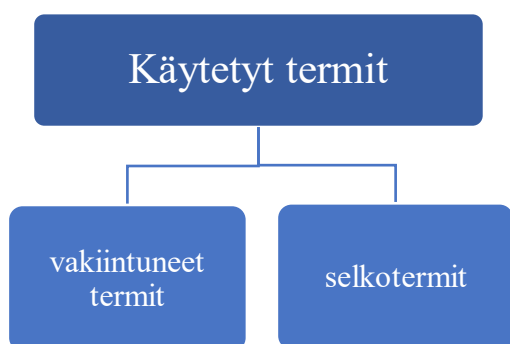 Käytetyt termit
vakiintuneet
termit
selkotermit